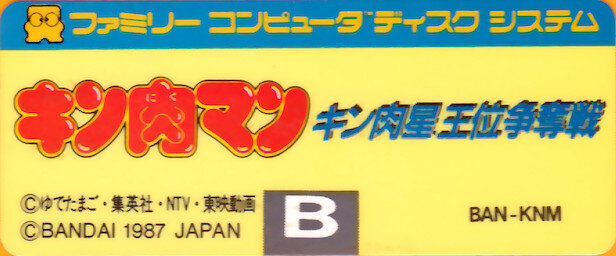 ファミリー コンピュータ™ ディスク システム
キン肉マン キン肉星王位争奪戦
©ゆでたまご・集英社・NTV・東映動画
©BANDAI 1987 JAPAN
B
BAN-KNM